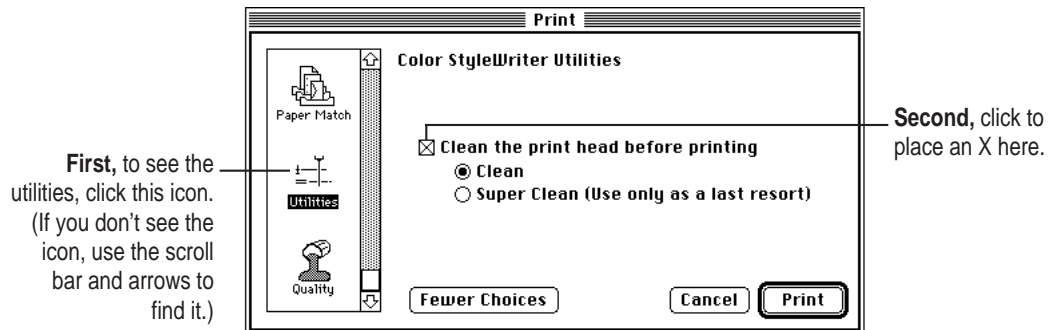 Print
Color StyleWriter Utilities
Paper Match
Second, click to
place an X here.
Clean the print head before printing
First, to see the
utilities, click this icon.
(If you don't see the
icon, use the scroll
bar and arrows to
find it.)
Clean
Utilities
Super Clean (Use only as a last resort)
Quality
Fewer Choices
Cancel
Print